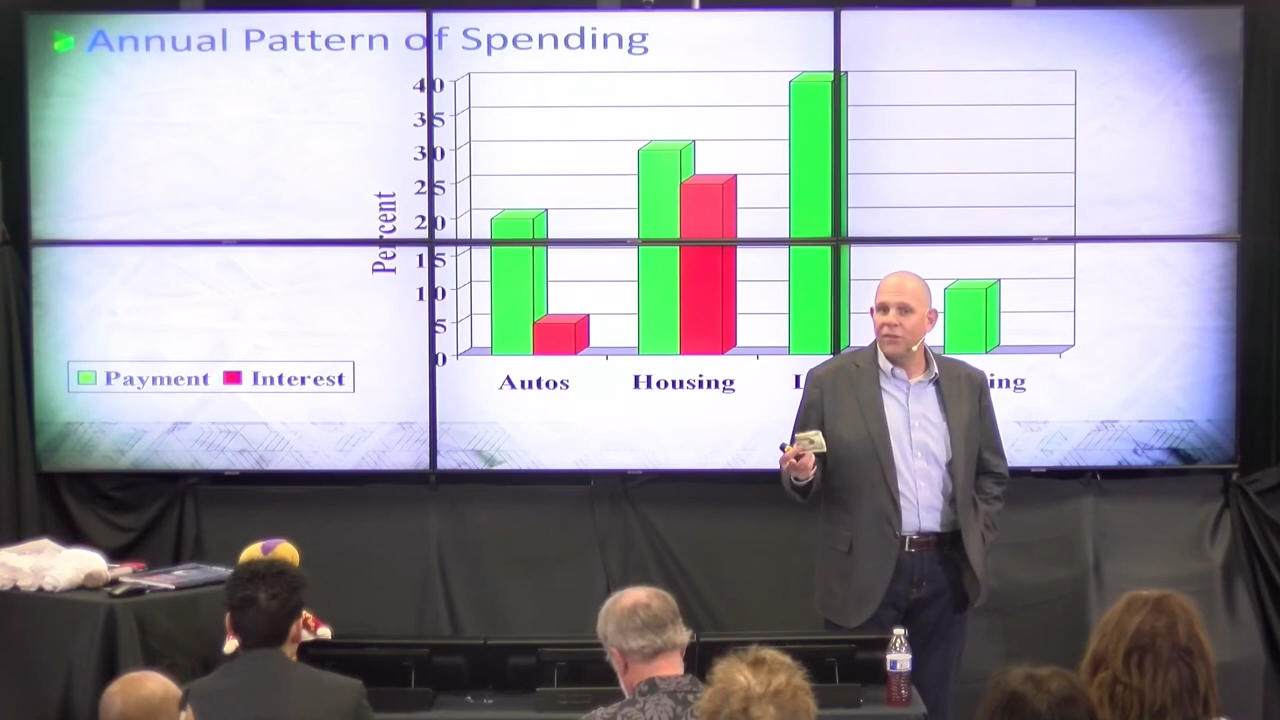 Annual Pattern of Spending
40
35
30
25
20
15
10
5
0
Percent
Autos Housing
Payment Interest